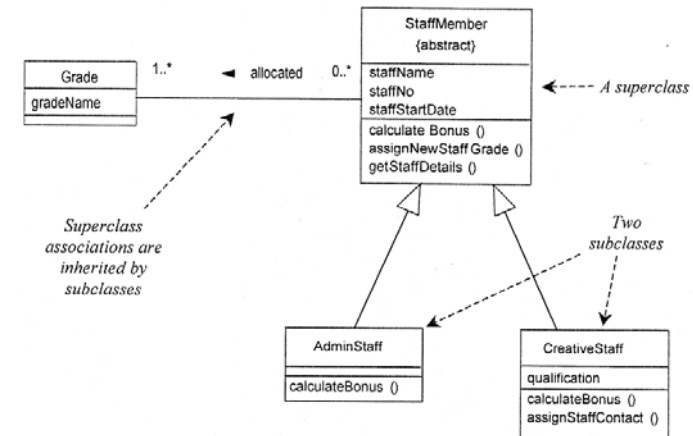 StaffMember
{abstract}
staffName
staffNo
staffStartDate
calculate Bonus ()
assignNewStaff Grade ()
getStaffDetails ()
Grade
gradeName
1..* ◄ allocated 0..*
A superclass
Superclass
associations are
inherited by
subclasses
Two
subclasses
AdminStaff
calculateBonus ()
CreativeStaff
qualification
calculateBonus ()
assignStaffContact ()